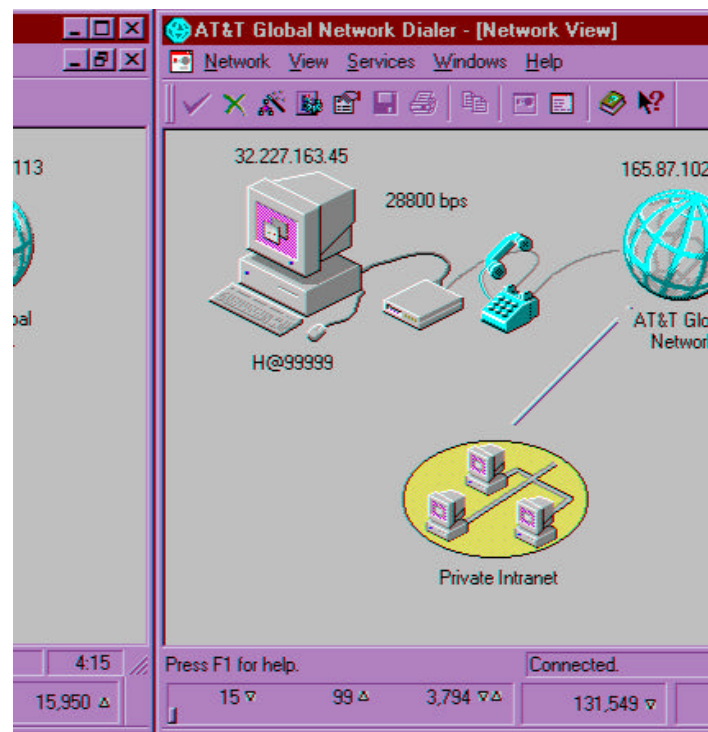 AT&T Global Network Dialer - [Network View]
Network View Services Windows Help
113
32.227.163.45
165.87.102
28800 bps
bal
AT&T Glo
Networ
H@99999
Private Intranet
4:15
Press F1 for help.
Connected.
15,950
15 99 3,794 131,549